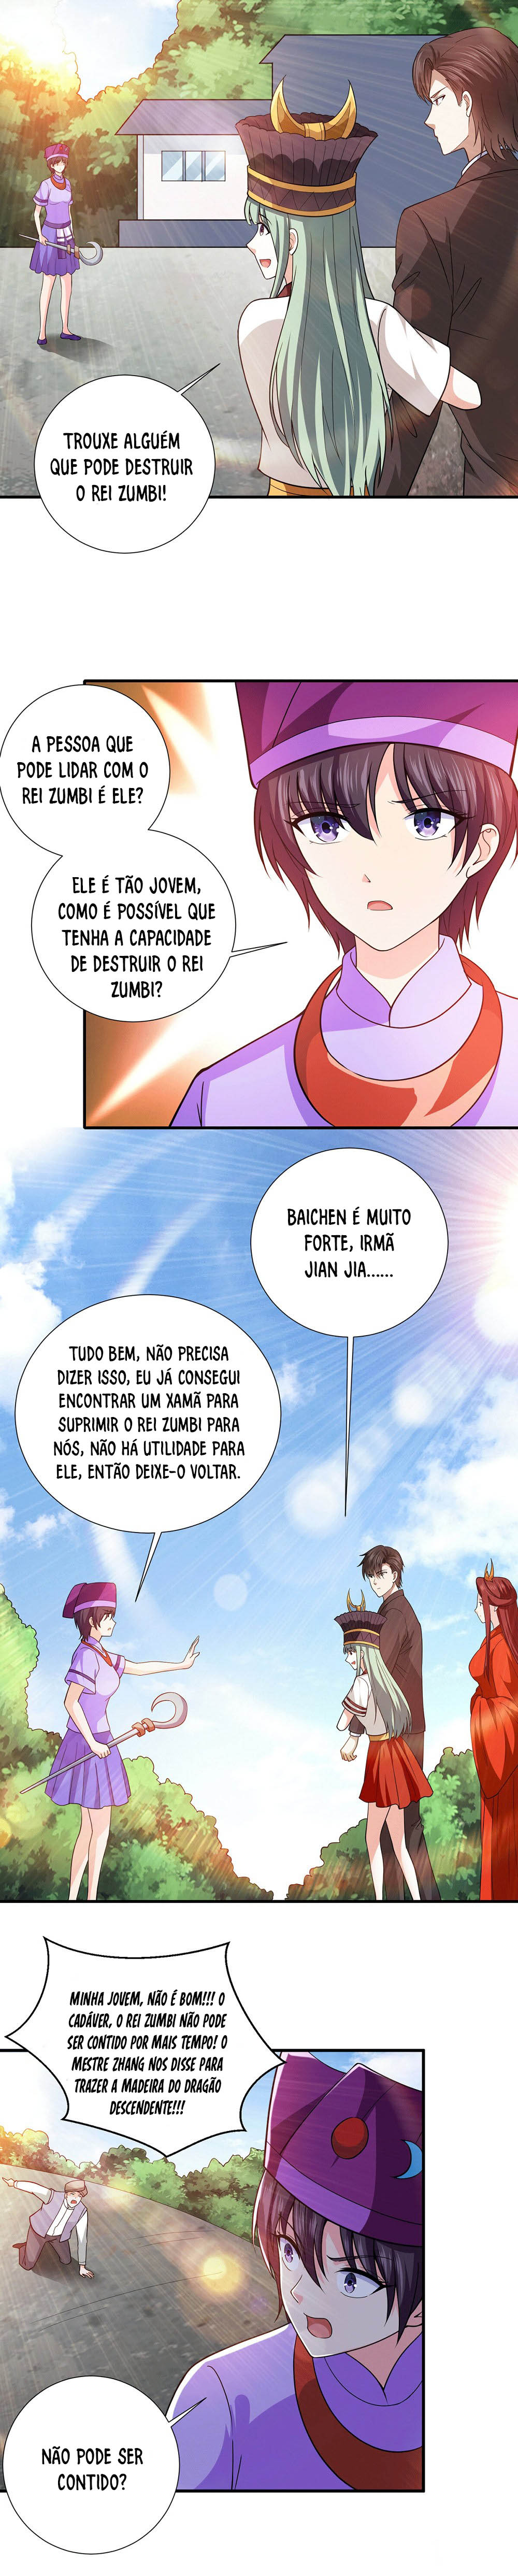 TROUXE ALGUÉM
QUE PODE DESTRUIR
O REI ZUMBI!
A PESSOA QUE
PODE LIDAR COM O
REI ZUMBI É ELE?
ELE É TÃO JOVEM,
COMO É POSSÍVEL QUE
TENHA A CAPACIDADE
DE DESTRUIR O REI
ZUMBI?
BAICHEN É MUITO
FORTE, IRMÃ
JIAN JIA......
TUDO BEM, NÃO PRECISA
DIZER ISSO, EU JÁ CONSEGUI
ENCONTRAR UM XAMÃ PARA
SUPRIMIR O REI ZUMBI PARA
NÓS, NÃO HÁ UTILIDADE PARA
ELE, ENTÃO DEIXE-O VOLTAR.
MINHA JOVEM, NÃO É BOM!!! O
CADÁVER, O REI ZUMBI NÃO PODE
SER CONTIDO POR MAIS TEMPO! O
MESTRE ZHANG NOS DISSE PARA
TRAZER A MADEIRA DO DRAGÃO
DESCENDENTE!!!
NÃO PODE SER
CONTIDO?